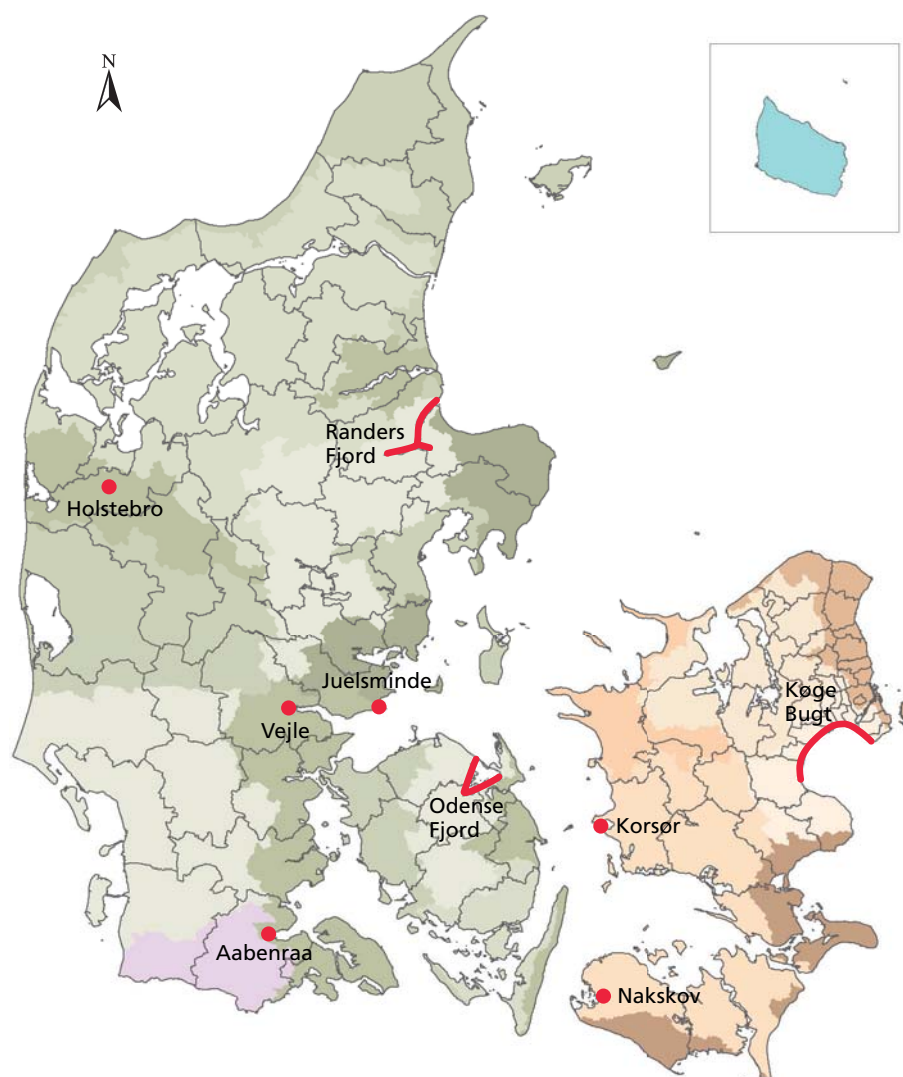 N
Randers
Fjord
Holstebro
Juelsminde
Vejle
Køge
Bugt
Odense
Fjord
Korsør
Aabenraa
Nakskov